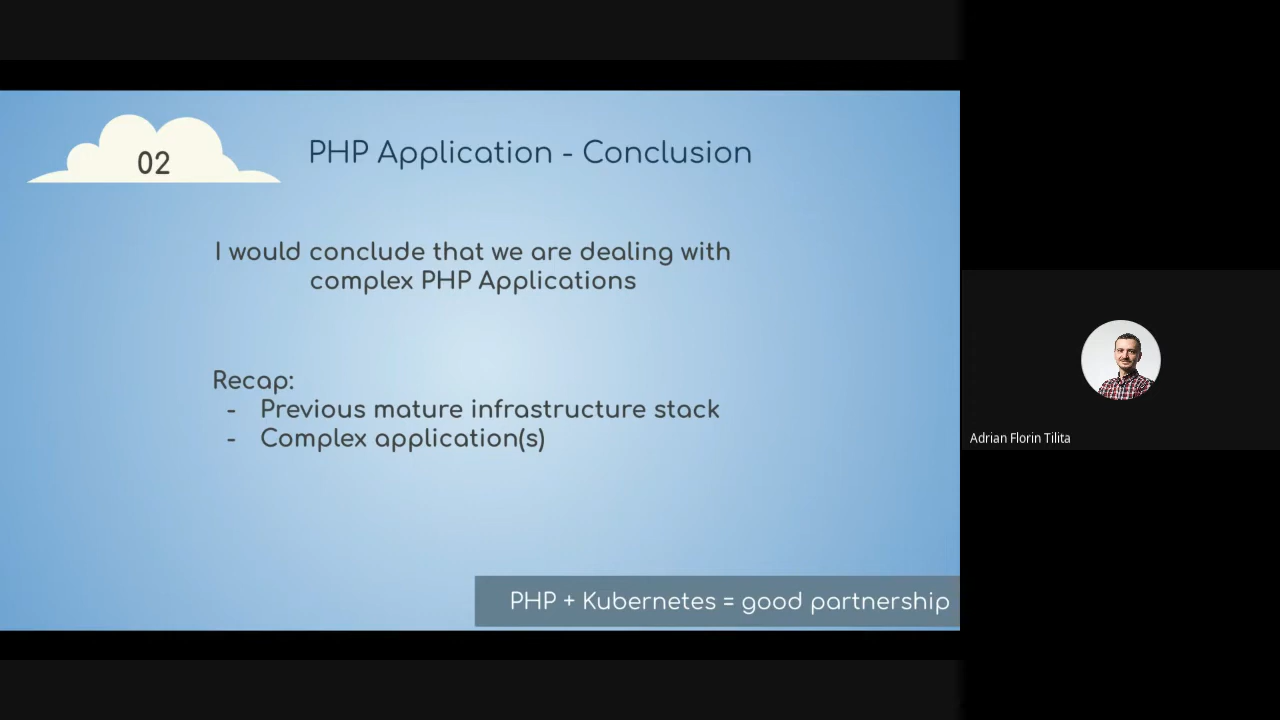 02
PHP Application - Conclusion
I would conclude that we are dealing with
complex PHP Applications
Recap:
- Previous mature infrastructure stack
- Complex application(s)
PHP + Kubernetes = good partnership
Adrian Florin Tilita